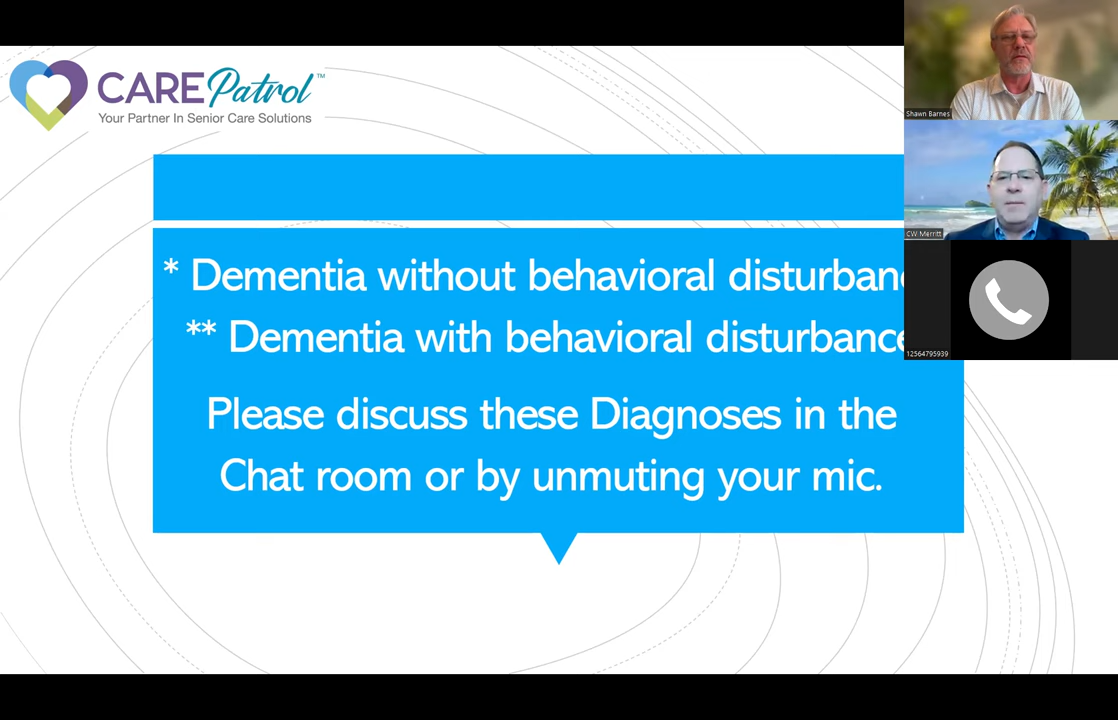 CAREPatrol™
Your Partner In Senior Care Solutions
Shawn Barnes
CW Merritt
* Dementia without behavioral disturbanc
** Dementia with behavioral disturbance
12564795939
Please discuss these Diagnoses in the
Chat room or by unmuting your mic.